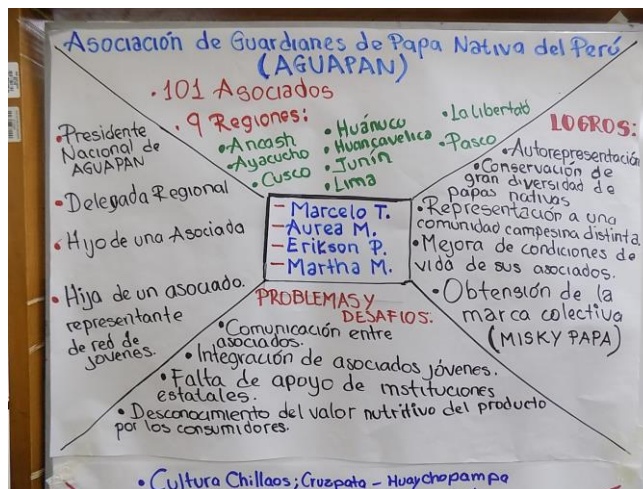 Asociación de Guardianes de Papa Nativa del Perú
(AGUAPAN)
• 101 Asociados
• 9 Regiones:
• Ancash
• Ayacucho
• Cusco
• Huánuco
• Huancavelica
• Junín
• Lima
• La libertad
• Pasco
• Presidente
Nacional de
AGUAPAN
• Delegada Regional
• Hijo de una Asociada
• Hija de un asociado.
representante
de red de
jóvenes.
- Marcelo T.
- Aurea M.
- Erikson P.
- Martha M.
LOGROS:
• Autorepresentación
• Conservación de
gran diversidad de
papas nativas
• Representación a una
comunidad campesina distinta
• Mejora de condiciones de
vida de sus asociados.
• Obtensión de la
marca colectiva
(MISKY PAPA)
PROBLEMAS Y
DESAFIOS:
• Comunicación entre
asociados.
• Integración de asociados jóvenes.
• Falta de apoyo de instituciones
estatales.
• Desconocimiento del valor nutritivo del producto
por los consumidores.
• Cultura Chillaos; Cruzpata - Huaychopampa